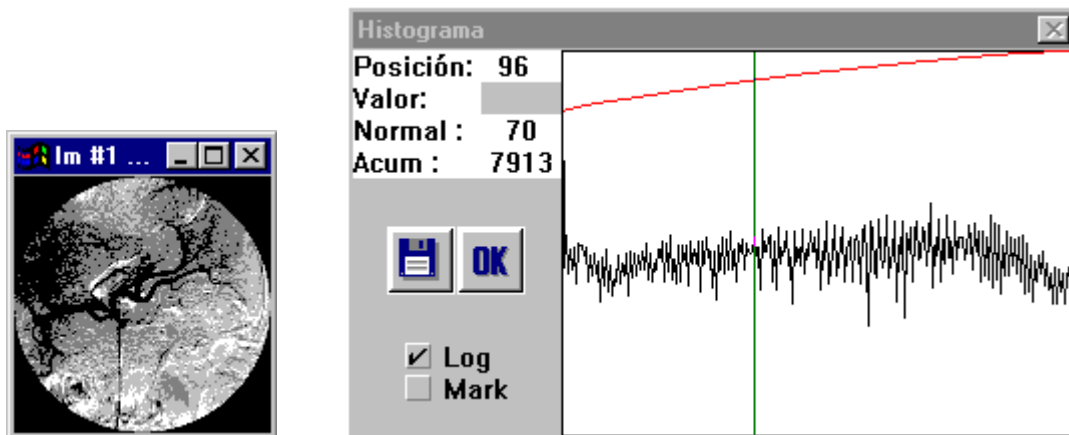 Im #1 ...
Histograma
Posición: 96
Valor:
Normal : 70
Acum : 7913
OK
Log
Mark